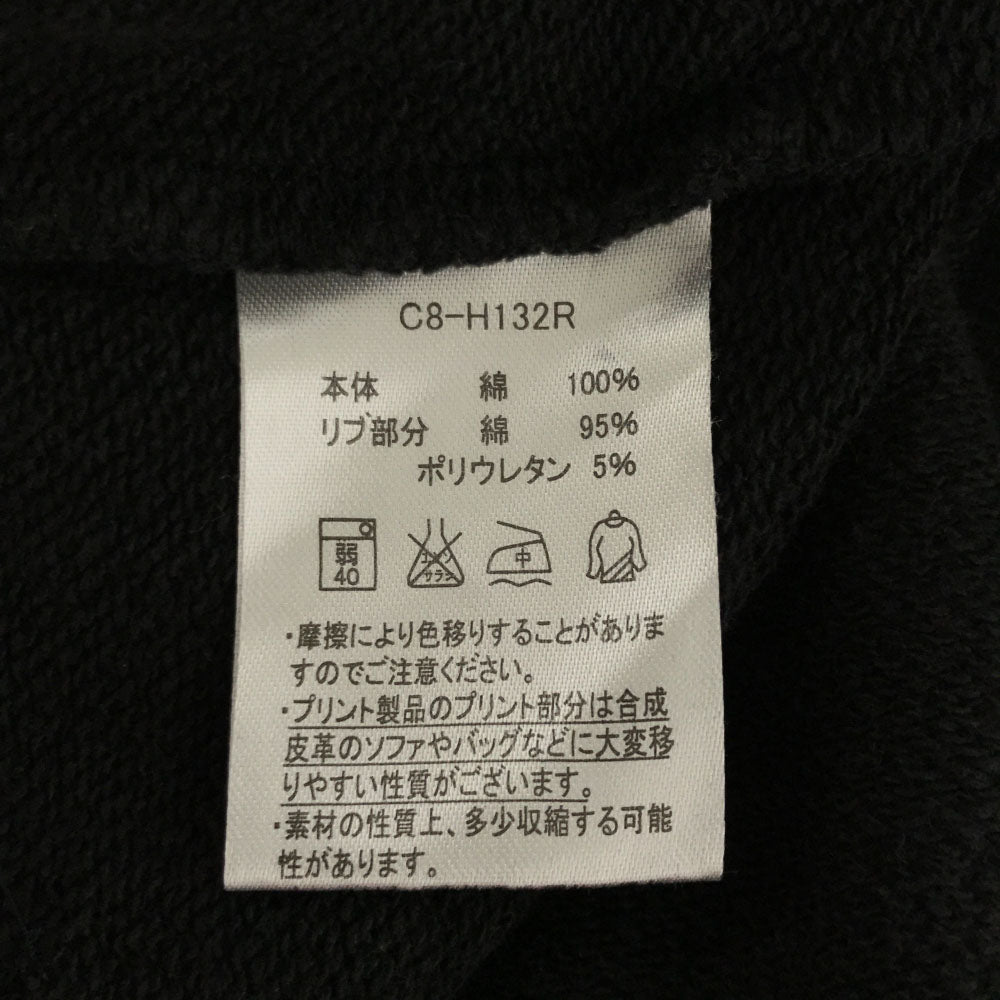 C8-H132R
本体 綿 100%
リブ部分 綿 95%
ポリウレタン 5%
弱 中
40 サラシ
・摩擦により色移りすることがありま
すのでご注意ください。
・プリント製品のプリント部分は合成
皮革のソファやバッグなどに大変移
りやすい性質がございます。
・素材の性質上、多少収縮する可能
性があります。